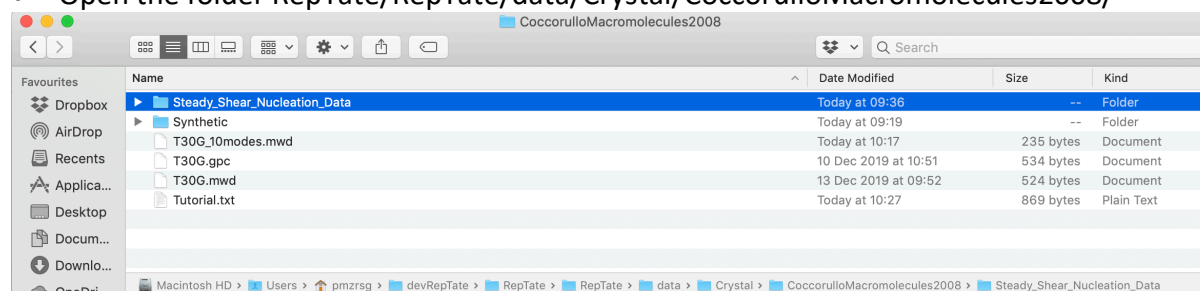 • Open the folder RepTate/RepTate/data/Crystal/CoccorulloMacromolecules2008/
CoccorulloMacromolecules2008
Search
Favourites
Name Date Modified Size Kind
Dropbox
Steady_Shear_Nucleation_Data Today at 09:36 -- Folder
AirDrop
Synthetic Today at 09:19 -- Folder
T30G_10modes.mwd Today at 10:17 235 bytes Document
Recents
T30G.gpc 10 Dec 2019 at 10:51 534 bytes Document
Applica...
T30G.mwd 13 Dec 2019 at 09:52 524 bytes Document
Desktop
Tutorial.txt Today at 10:27 869 bytes Plain Text
Docum...
Downlo...
OneDri...
Macintosh HD › Users › pmzrsg › devRepTate › RepTate › RepTate › data › Crystal › CoccorulloMacromolecules2008 › Steady_Shear_Nucleation_Data